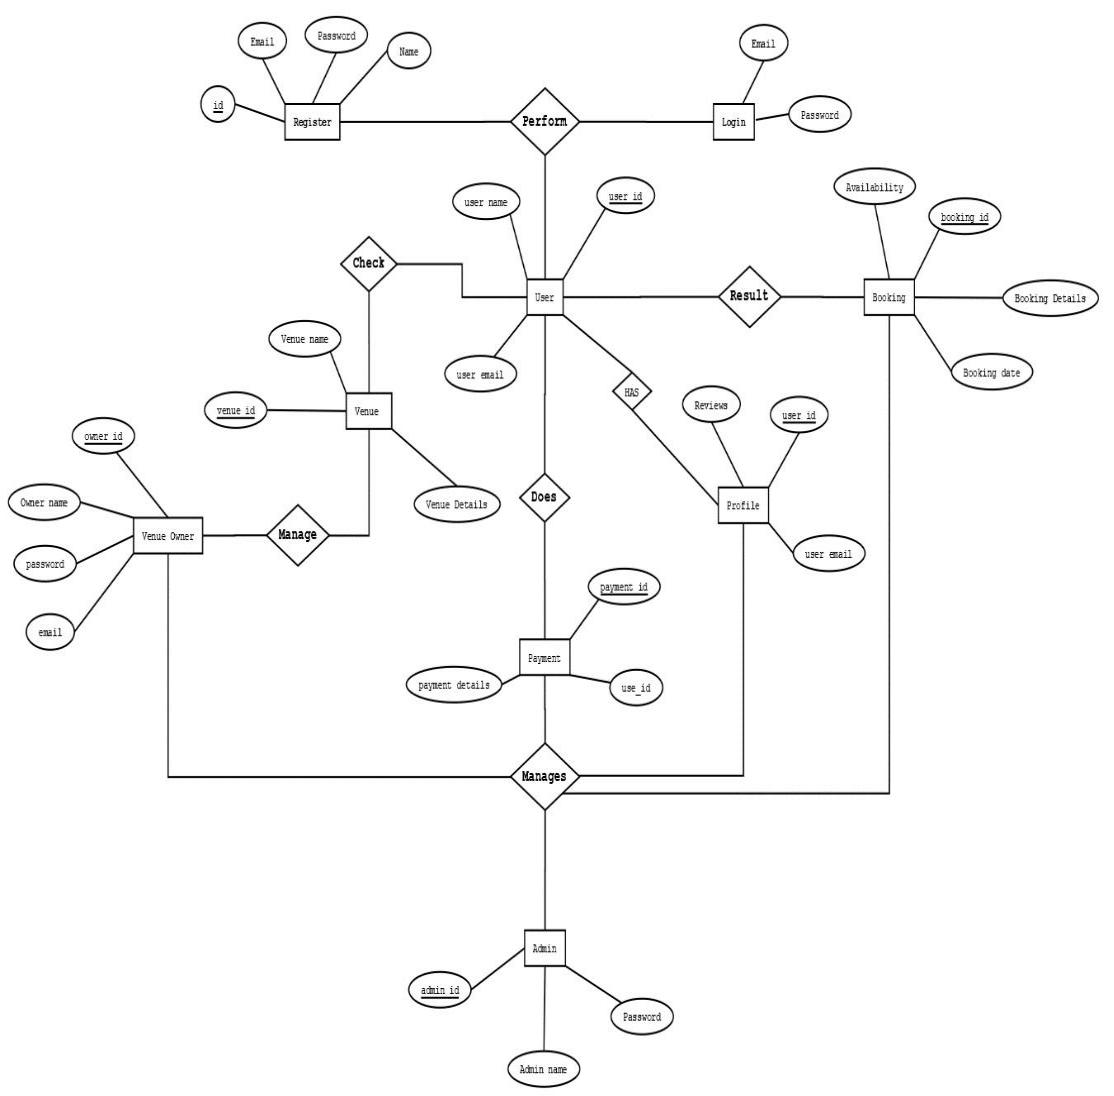 Email
Password
Name
Email
id
Register
Perform
Login
Password
user name
user id
Availability
booking id
Check
User
Result
Booking
Booking Details
Venue name
user email
HAS
Booking date
venue id
Venue
Reviews
user id
owner id
Owner name
Venue Details
Does
Profile
Venue Owner
Manage
password
user email
email
payment id
Payment
payment details
use_id
Manages
Admin
admin id
Password
Admin name